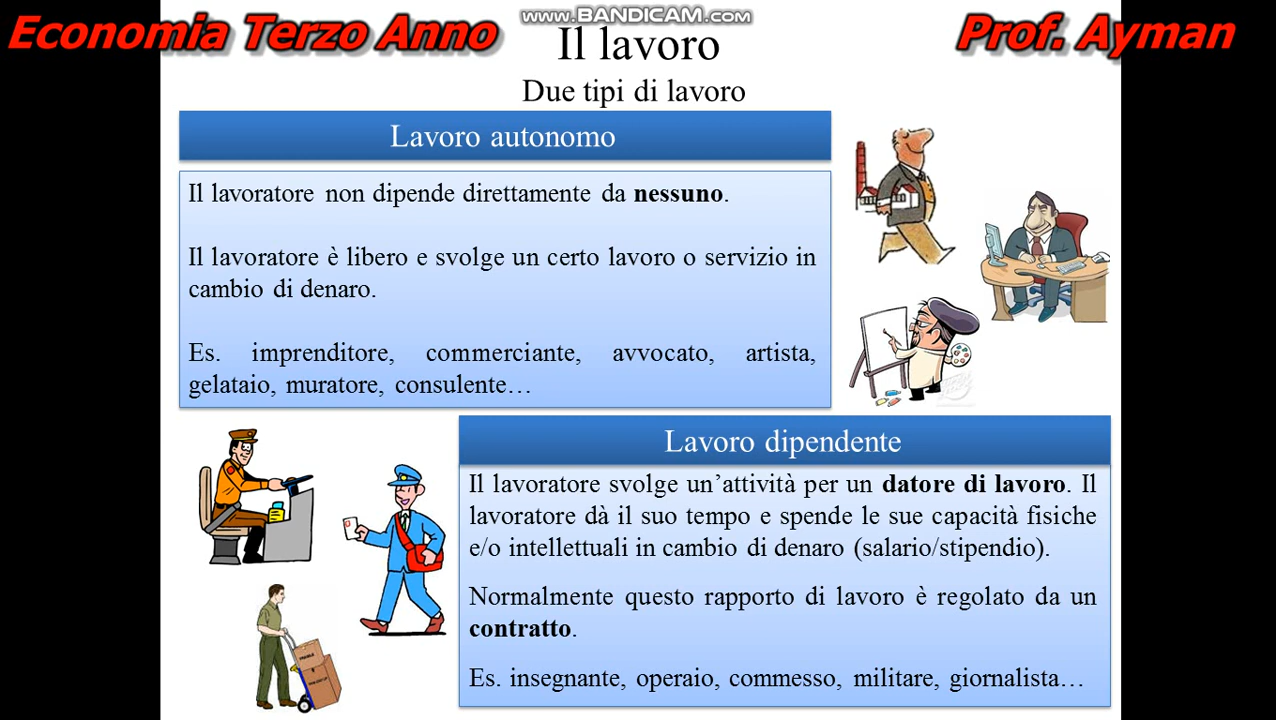 www.BANDICAM.com
Economia Terzo Anno
Prof. Ayman
Il lavoro
Due tipi di lavoro
Lavoro autonomo
Il lavoratore non dipende direttamente da nessuno.
Il lavoratore è libero e svolge un certo lavoro o servizio in
cambio di denaro.
Es. imprenditore, commerciante, avvocato, artista,
gelataio, muratore, consulente…
Lavoro dipendente
Il lavoratore svolge un’attività per un datore di lavoro. Il
lavoratore dà il suo tempo e spende le sue capacità fisiche
e/o intellettuali in cambio di denaro (salario/stipendio).
Normalmente questo rapporto di lavoro è regolato da un
contratto.
Es. insegnante, operaio, commesso, militare, giornalista…